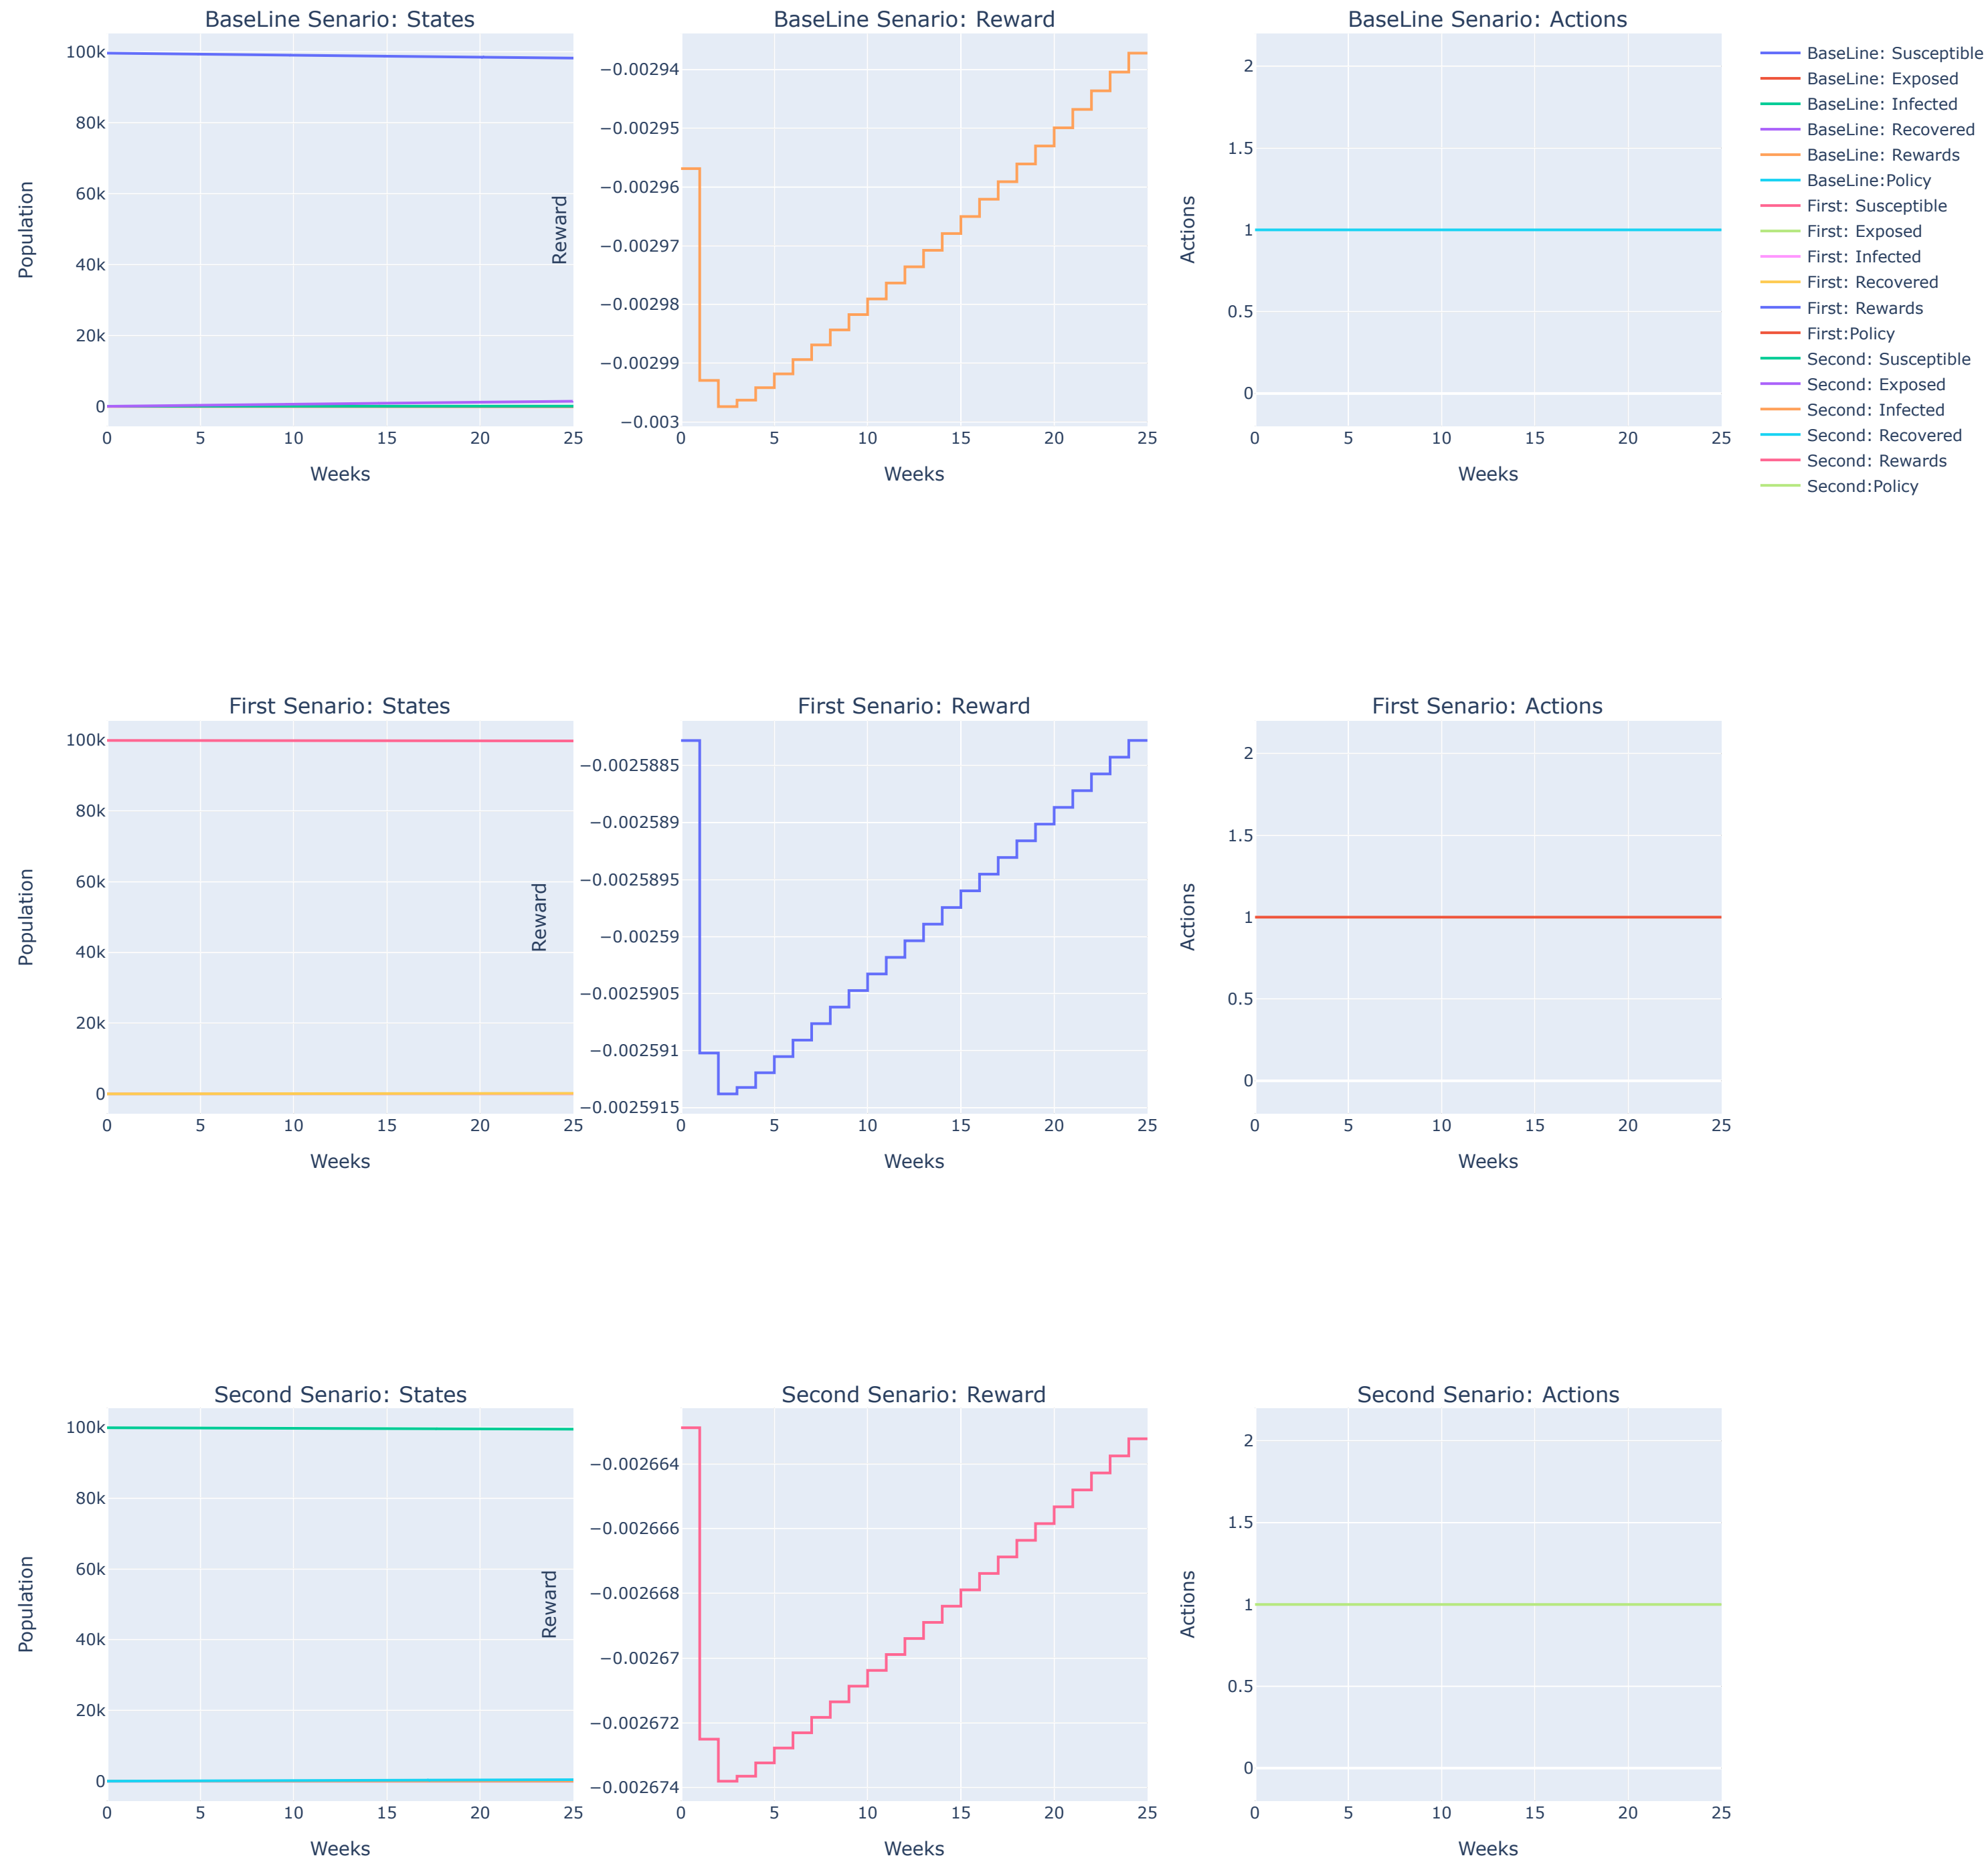 BaseLine Senario: States
BaseLine Senario: Reward
BaseLine Senario: Actions
100k
80k
60k
40k
20k
0
0 5 10 15 20 25
Population
Weeks
−0.00294
−0.00295
−0.00296
−0.00297
−0.00298
−0.00299
−0.003
0 5 10 15 20 25
Reward
Weeks
2
1.5
1
0.5
0
0 5 10 15 20 25
Actions
Weeks
BaseLine: Susceptible
BaseLine: Exposed
BaseLine: Infected
BaseLine: Recovered
BaseLine: Rewards
BaseLine:Policy
First: Susceptible
First: Exposed
First: Infected
First: Recovered
First: Rewards
First:Policy
Second: Susceptible
Second: Exposed
Second: Infected
Second: Recovered
Second: Rewards
Second:Policy
First Senario: States
First Senario: Reward
First Senario: Actions
100k
80k
60k
40k
20k
0
0 5 10 15 20 25
Population
Weeks
−0.0025885
−0.002589
−0.0025895
−0.00259
−0.0025905
−0.002591
−0.0025915
0 5 10 15 20 25
Reward
Weeks
2
1.5
1
0.5
0
0 5 10 15 20 25
Actions
Weeks
Second Senario: States
Second Senario: Reward
Second Senario: Actions
100k
80k
60k
40k
20k
0
0 5 10 15 20 25
Population
Weeks
−0.002664
−0.002666
−0.002668
−0.00267
−0.002672
−0.002674
0 5 10 15 20 25
Reward
Weeks
2
1.5
1
0.5
0
0 5 10 15 20 25
Actions
Weeks